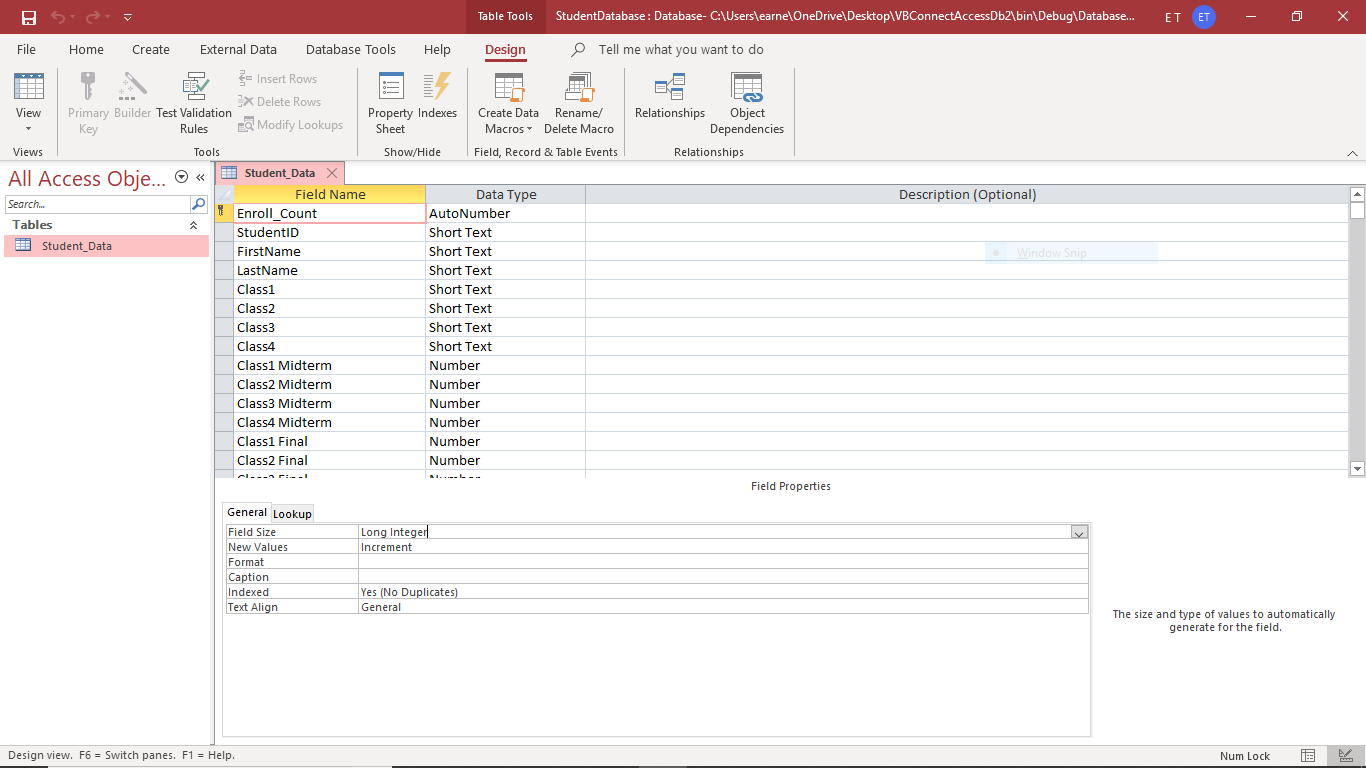 Table Tools
StudentDatabase : Database- C:\Users\earne\OneDrive\Desktop\VBConnectAccessDb2\bin\Debug\Database...
E T
ET
File Home Create External Data Database Tools Help Design Tell me what you want to do
View
Primary Key
Builder
Test Validation Rules
Insert Rows
Delete Rows
Modify Lookups
Property Sheet
Indexes
Create Data Macros
Rename/ Delete Macro
Relationships
Object Dependencies
Views Tools Show/Hide Field, Record & Table Events Relationships
All Access Obje...
Search...
Tables
Student_Data
Student_Data
Field Name Data Type Description (Optional)
Enroll_Count AutoNumber
StudentID Short Text
FirstName Short Text
LastName Short Text
Class1 Short Text
Class2 Short Text
Class3 Short Text
Class4 Short Text
Class1 Midterm Number
Class2 Midterm Number
Class3 Midterm Number
Class4 Midterm Number
Class1 Final Number
Class2 Final Number
Class3 Final Number
Window Snip
Field Properties
General Lookup
Field Size Long Integer
New Values Increment
Format
Caption
Indexed Yes (No Duplicates)
Text Align General
The size and type of values to automatically
generate for the field.
Design view. F6 = Switch panes. F1 = Help.
Num Lock